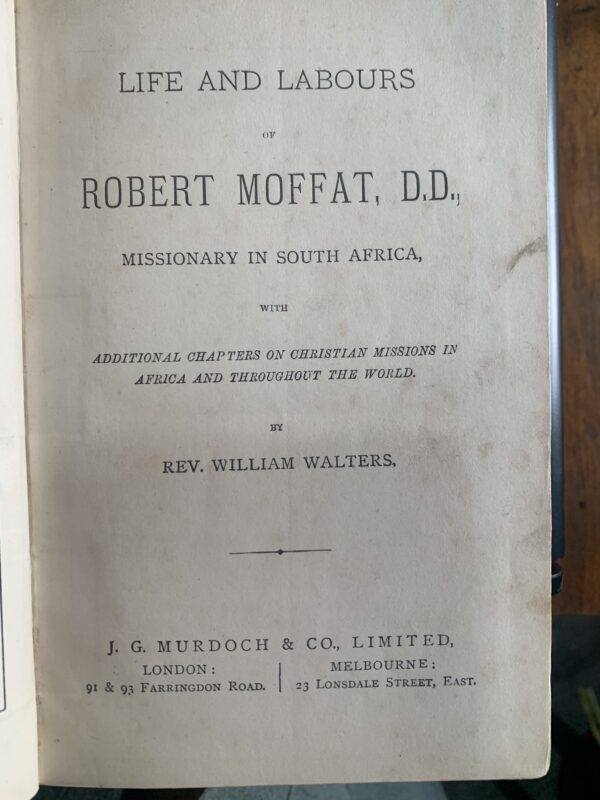 LIFE AND LABOURS
OF
ROBERT MOFFAT, D.D.,
MISSIONARY IN SOUTH AFRICA,
WITH
ADDITIONAL CHAPTERS ON CHRISTIAN MISSIONS IN
AFRICA AND THROUGHOUT THE WORLD.
BY
REV. WILLIAM WALTERS,
J. G. MURDOCH & CO., LIMITED,
LONDON:
91 & 93 FARRINGDON ROAD.
MELBOURNE:
23 LONSDALE STREET, EAST.